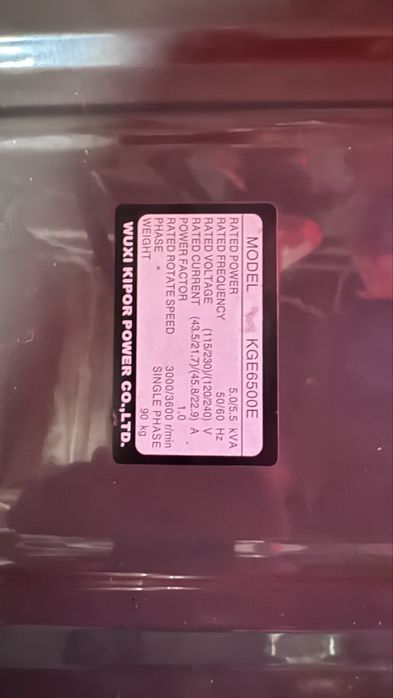 MODEL KGE6500E
RATED POWER 5.0/5.5 kVA
RATED FREQUENCY 50/60 Hz
RATED VOLTAGE (115/230)/(120/240) V
RATED CURRENT (43.5/21.7)/(45.8/22.9) A
POWER FACTOR 1.0
RATED ROTATE SPEED 3000/3600 r/min
PHASE SINGLE PHASE
WEIGHT 90 kg
WUXI KIPOR POWER CO.,LTD.